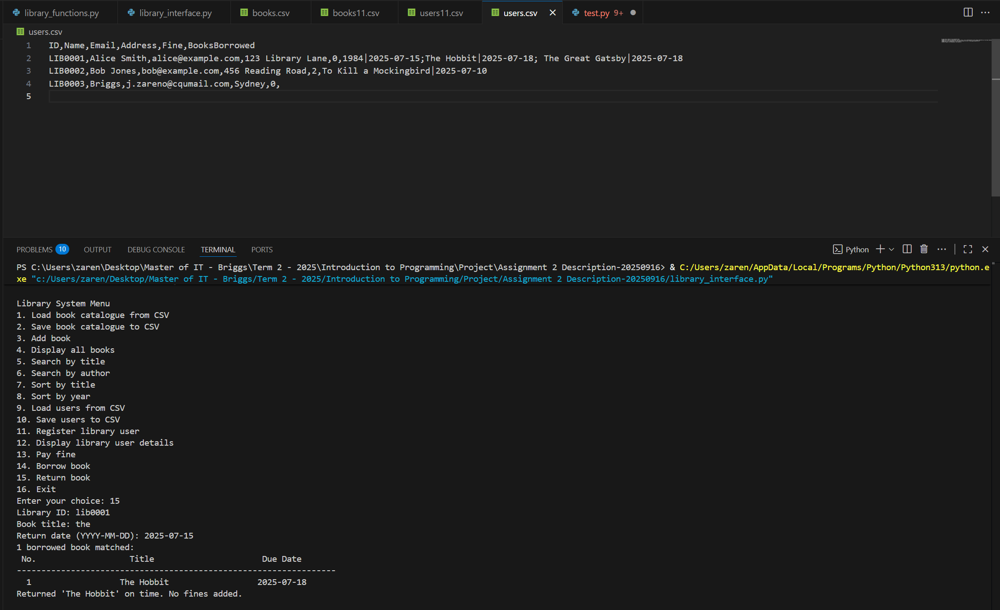 library_functions.py library_interface.py books.csv books11.csv users11.csv users.csv test.py 9+
users.csv
1 ID,Name,Email,Address,Fine,BooksBorrowed
2 LIB0001,Alice Smith,alice@example.com,123 Library Lane,0,1984|2025-07-15;The Hobbit|2025-07-18; The Great Gatsby|2025-07-18
3 LIB0002,Bob Jones,bob@example.com,456 Reading Road,2,To Kill a Mockingbird|2025-07-10
4 LIB0003,Briggs,j.zareno@cqumail.com,Sydney,0,
5
PROBLEMS 10 OUTPUT DEBUG CONSOLE TERMINAL PORTS Python
PS C:\Users\zaren\Desktop\Master of IT - Briggs\Term 2 - 2025\Introduction to Programming\Project\Assignment 2 Description-20250916> & C:/Users/zaren/AppData/Local/Programs/Python/Python313/python.e
xe "c:/Users/zaren/Desktop/Master of IT - Briggs/Term 2 - 2025/Introduction to Programming/Project/Assignment 2 Description-20250916/library_interface.py"
Library System Menu
1. Load book catalogue from CSV
2. Save book catalogue to CSV
3. Add book
4. Display all books
5. Search by title
6. Search by author
7. Sort by title
8. Sort by year
9. Load users from CSV
10. Save users to CSV
11. Register library user
12. Display library user details
13. Pay fine
14. Borrow book
15. Return book
16. Exit
Enter your choice: 15
Library ID: lib0001
Book title: the
Return date (YYYY-MM-DD): 2025-07-15
1 borrowed book matched:
No. Title Due Date
-----------------------------------------------------------------
1 The Hobbit 2025-07-18
Returned 'The Hobbit' on time. No fines added.